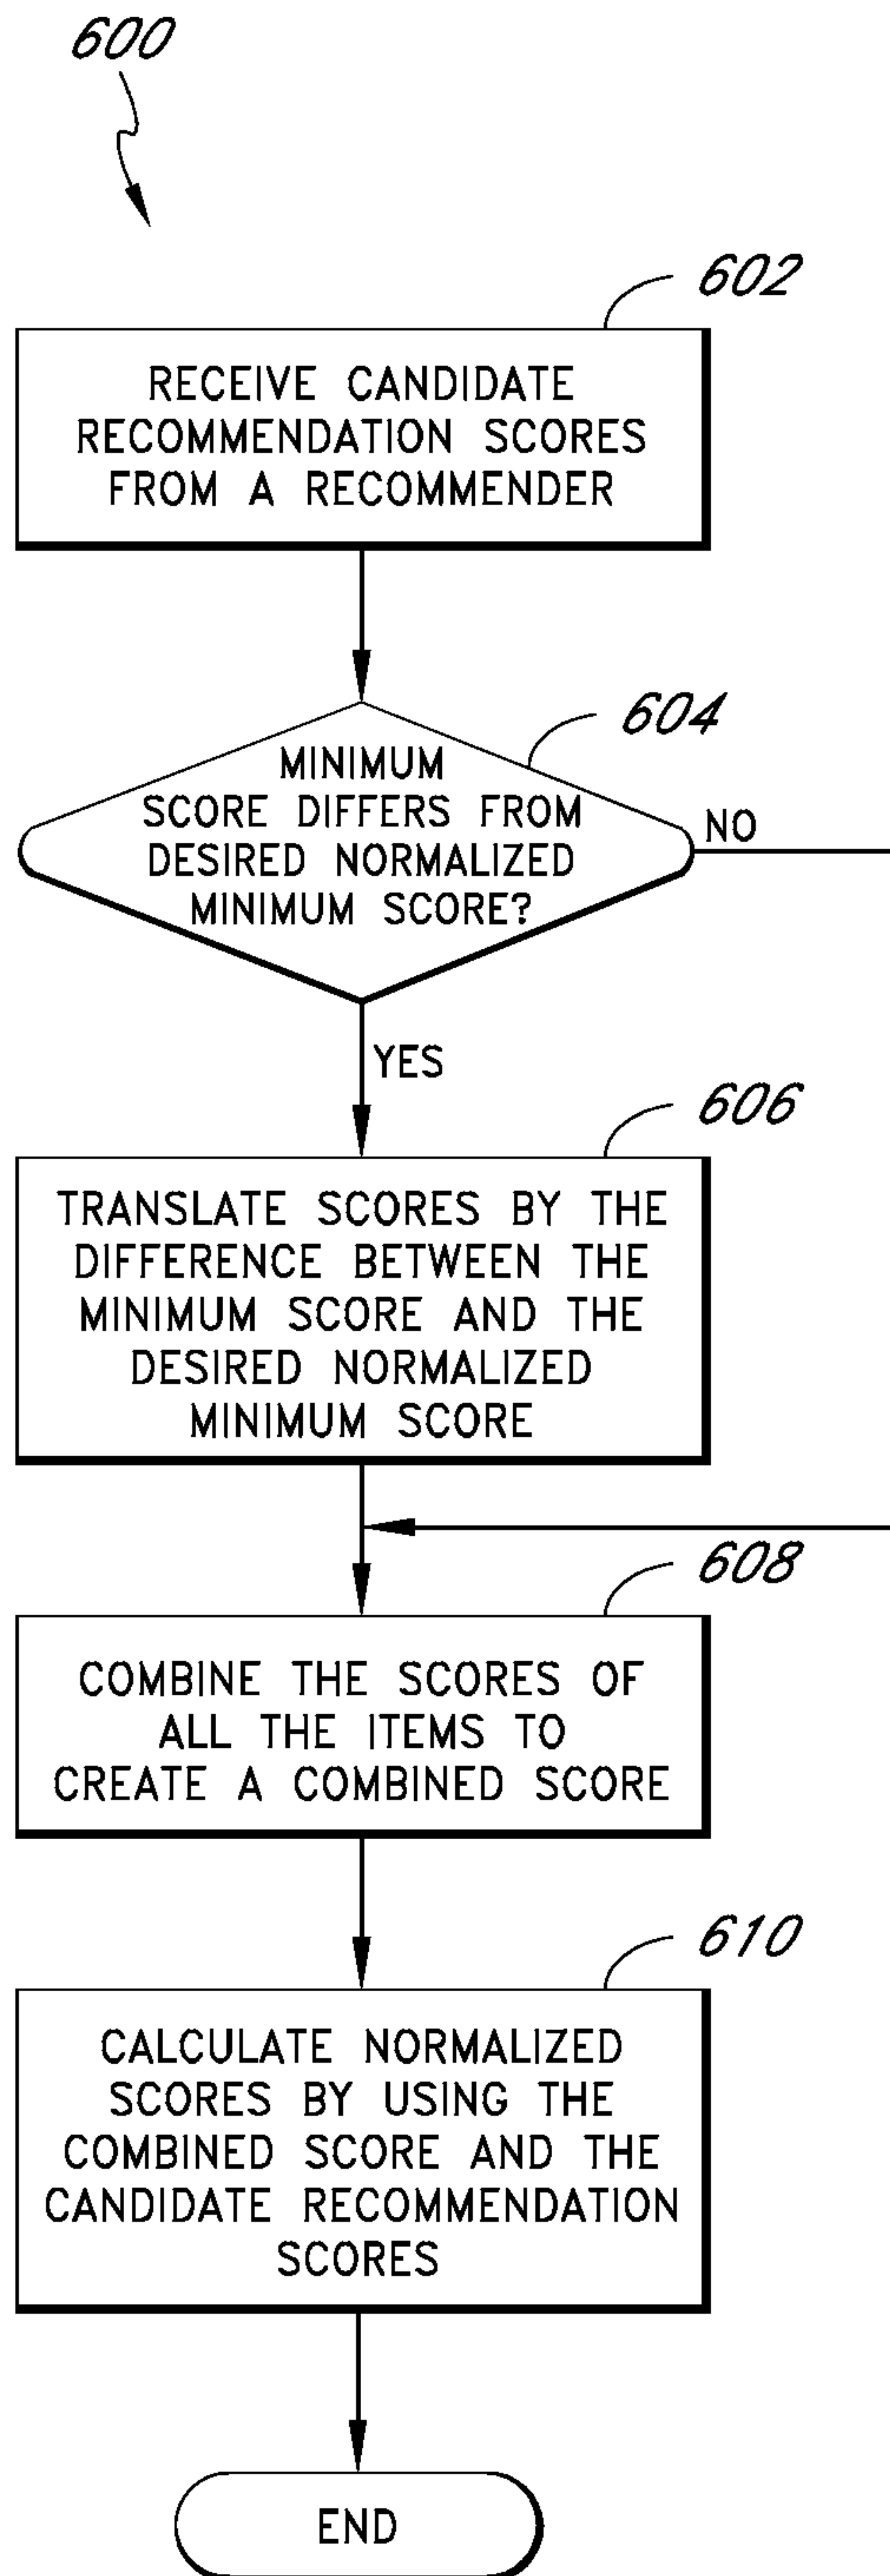 600
602
RECEIVE CANDIDATE
RECOMMENDATION SCORES
FROM A RECOMMENDER
604
MINIMUM
SCORE DIFFERS FROM
DESIRED NORMALIZED
MINIMUM SCORE?
NO
YES
606
TRANSLATE SCORES BY THE
DIFFERENCE BETWEEN THE
MINIMUM SCORE AND THE
DESIRED NORMALIZED
MINIMUM SCORE
608
COMBINE THE SCORES OF
ALL THE ITEMS TO
CREATE A COMBINED SCORE
610
CALCULATE NORMALIZED
SCORES BY USING THE
COMBINED SCORE AND THE
CANDIDATE RECOMMENDATION
SCORES
END